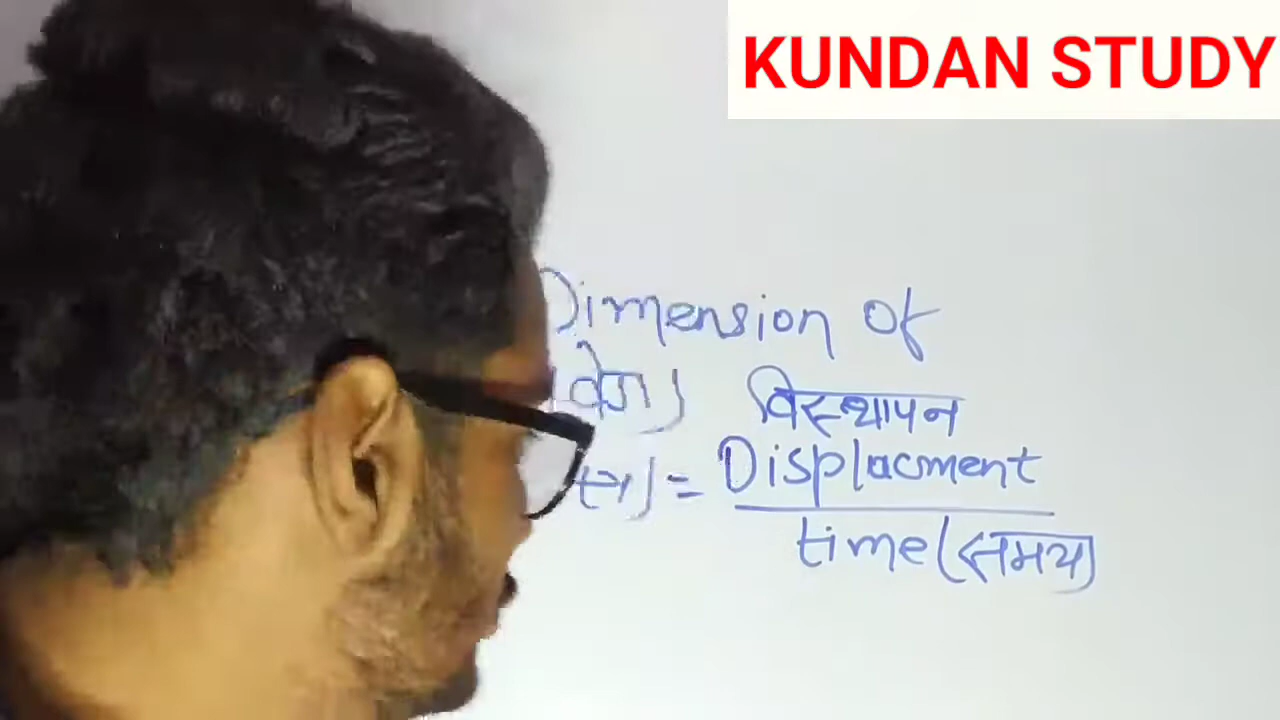 KUNDAN STUDY
Dimension of
वेग)
विस्थापन
= Displacment
time (समय)